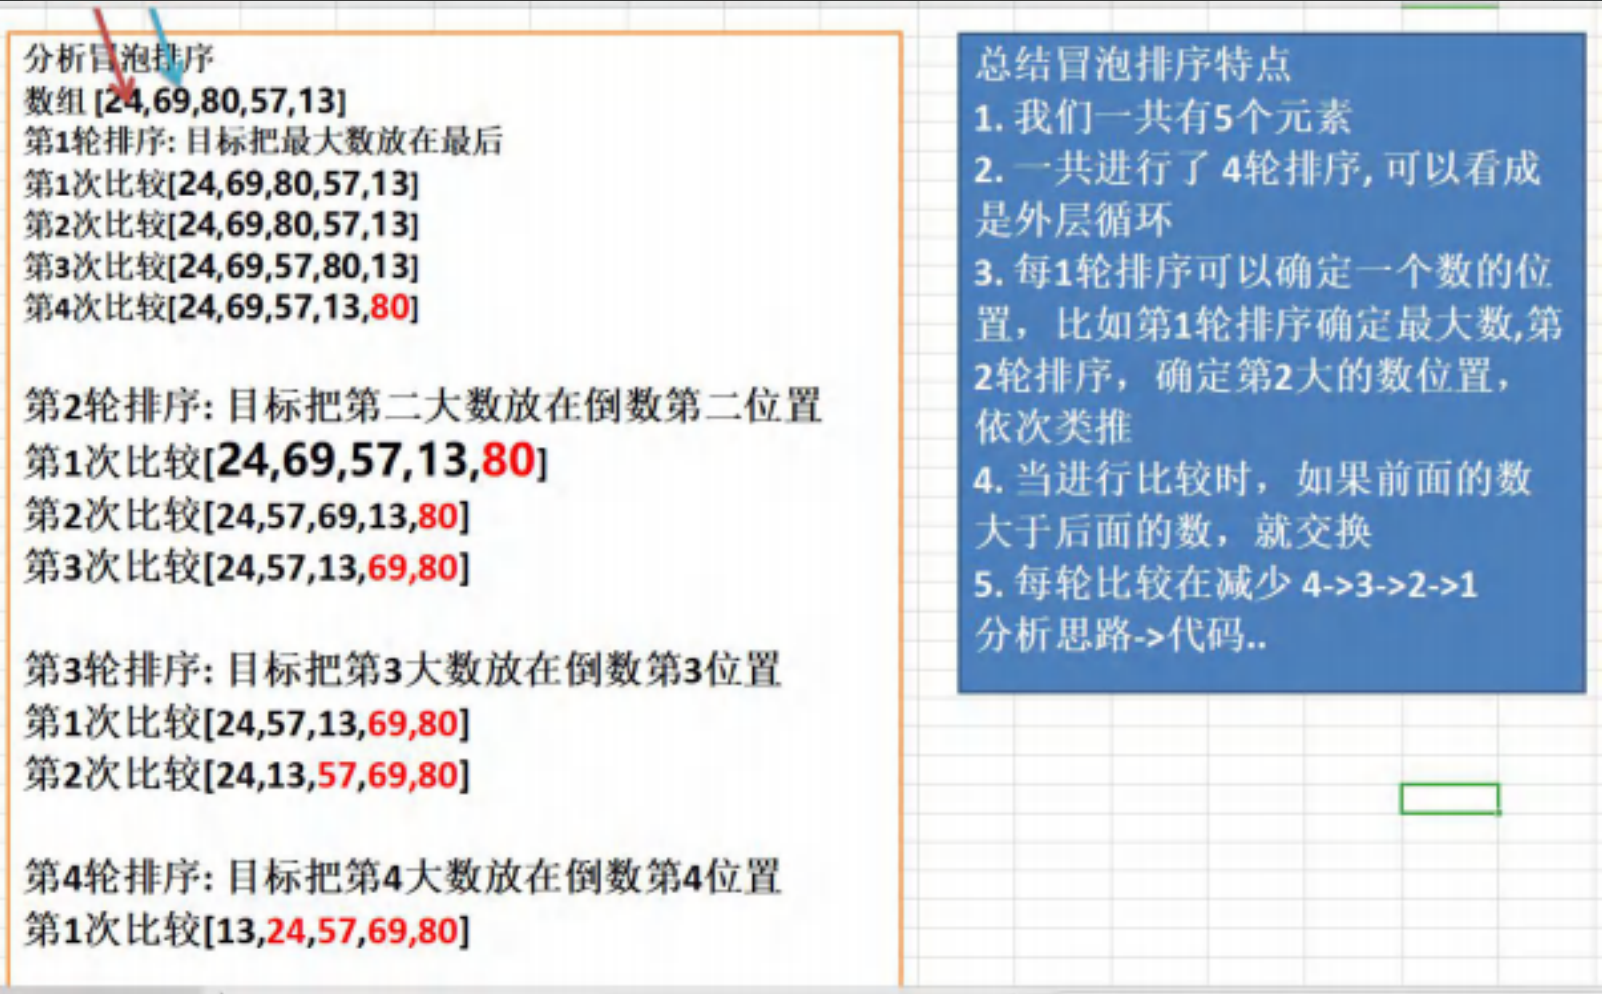 分析冒泡排序
数组 [24,69,80,57,13]
第1轮排序: 目标把最大数放在最后
第1次比较[24,69,80,57,13]
第2次比较[24,69,80,57,13]
第3次比较[24,69,57,80,13]
第4次比较[24,69,57,13,80]
第2轮排序: 目标把第二大数放在倒数第二位置
第1次比较[24,69,57,13,80]
第2次比较[24,57,69,13,80]
第3次比较[24,57,13,69,80]
第3轮排序: 目标把第3大数放在倒数第3位置
第1次比较[24,57,13,69,80]
第2次比较[24,13,57,69,80]
第4轮排序: 目标把第4大数放在倒数第4位置
第1次比较[13,24,57,69,80]
总结冒泡排序特点
1. 我们一共有5个元素
2. 一共进行了 4轮排序, 可以看成
是外层循环
3. 每1轮排序可以确定一个数的位
置，比如第1轮排序确定最大数,第
2轮排序，确定第2大的数位置，
依次类推
4. 当进行比较时，如果前面的数
大于后面的数，就交换
5. 每轮比较在减少 4->3->2->1
分析思路->代码..